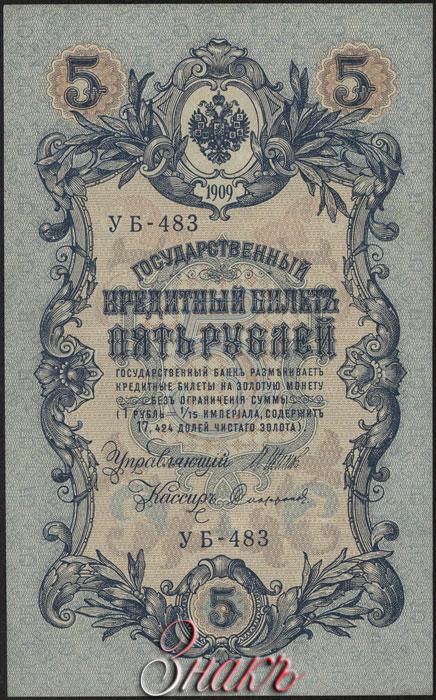 5 5
1909
УБ-483
ГОСУДАРСТВЕННЫЙ
КРЕДИТНЫЙ БИЛЕТЪ
ПЯТЬ РУБЛЕЙ
ГОСУДАРСТВЕННЫЙ БАНКЪ РАЗМѢНИВАЕТЪ
КРЕДИТНЫЕ БИЛЕТЫ НА ЗОЛОТУЮ МОНЕТУ
БЕЗЪ ОГРАНИЧЕНІЯ СУММЫ
(1 РУБЛЬ = 1/15 ИМПЕРІАЛА, СОДЕРЖИТЪ
17,424 ДОЛЕЙ ЧИСТАГО ЗОЛОТА).
Управляющій
Кассиръ
УБ-483
5
Знакъ